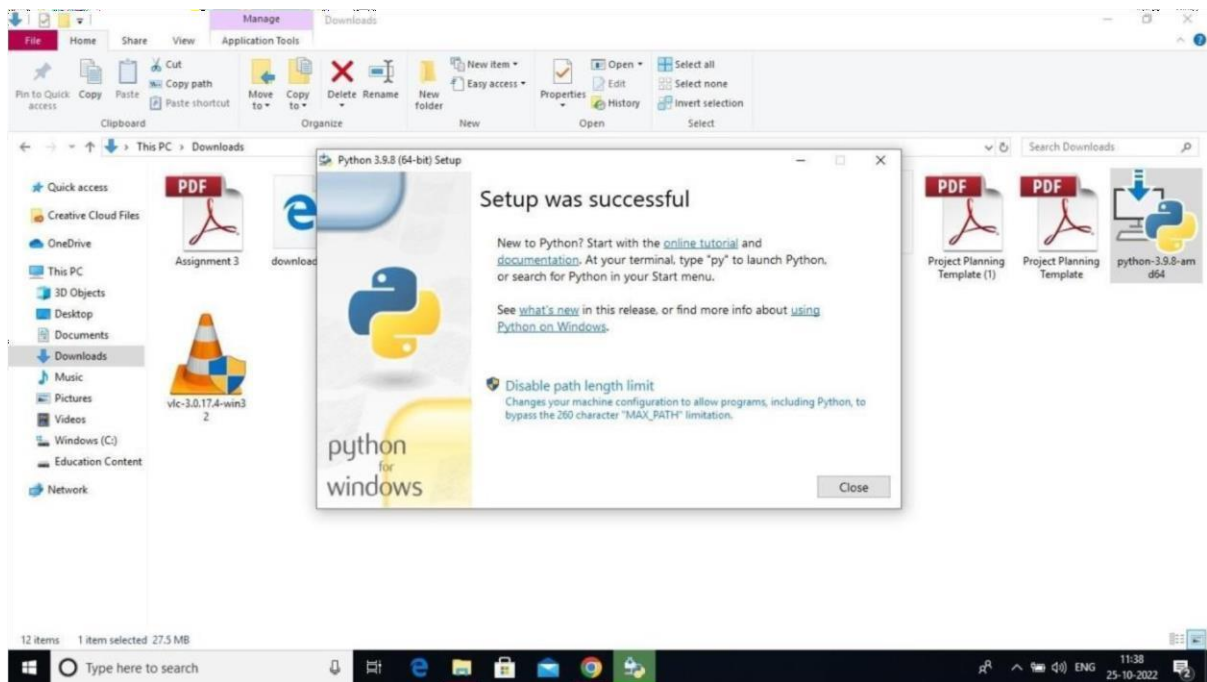 Manage
Downloads
File
Home
Share
View
Application Tools
Pin to Quick access
Copy
Paste
Cut
Copy path
Paste shortcut
Clipboard
Move to
Copy to
Delete
Rename
Organize
New folder
New item
Easy access
New
Properties
Open
Edit
History
Open
Select all
Select none
Invert selection
Select
This PC › Downloads
Search Downloads
Quick access
Creative Cloud Files
OneDrive
This PC
3D Objects
Desktop
Documents
Downloads
Music
Pictures
Videos
Windows (C:)
Education Content
Network
PDF
Assignment 3
download
vlc-3.0.17.4-win3
2
Python 3.9.8 (64-bit) Setup
Setup was successful
New to Python? Start with the online tutorial and
documentation. At your terminal, type "py" to launch Python,
or search for Python in your Start menu.
See what's new in this release, or find more info about using
Python on Windows.
Disable path length limit
Changes your machine configuration to allow programs, including Python, to
bypass the 260 character "MAX_PATH" limitation.
python
for
windows
Close
PDF
Project Planning
Template (1)
PDF
Project Planning
Template
python-3.9.8-am
d64
12 items
1 item selected 27.5 MB
Type here to search
ENG
11:38
25-10-2022
2